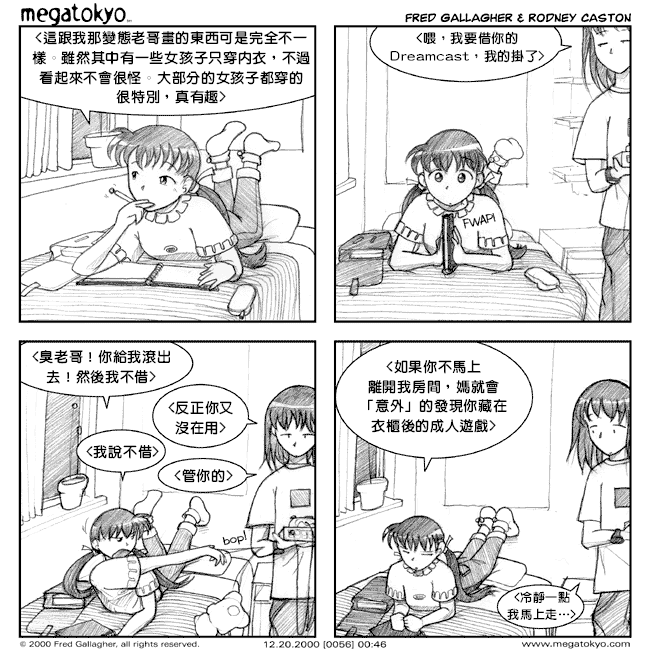 megatokyo
FRED GALLAGHER & RODNEY CASTON
<這跟我那變態老哥畫的東西可是完全不一
樣。雖然其中有一些女孩子只穿内衣，不過
看起來不會很怪。大部分的女孩子都穿的
很特別，真有趣>
<喂，我要借你的
Dreamcast，我的掛了>
FWAP!
<臭老哥！你給我滾出
去！然後我不借>
<反正你又
沒在用>
<我說不借>
<管你的>
bop!
<如果你不馬上
離開我房間，媽就會
「意外」的發現你藏在
衣櫃後的成人遊戲>
<冷靜一點
我馬上走…>
© 2000 Fred Gallagher, all rights reserved.
12.20.2000 [0056] 00:46
www.megatokyo.com